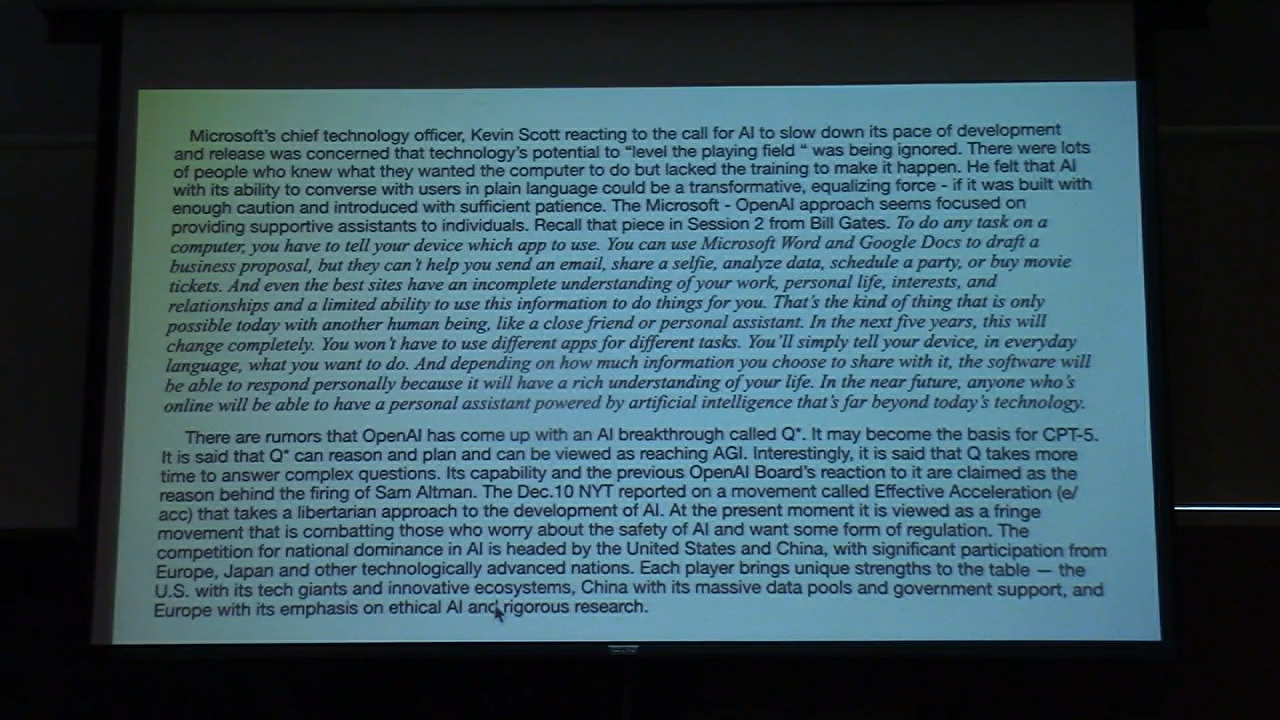 Microsoft's chief technology officer, Kevin Scott reacting to the call for AI to slow down its pace of development
and release was concerned that technology's potential to “level the playing field “ was being ignored. There were lots
of people who knew what they wanted the computer to do but lacked the training to make it happen. He felt that AI
with its ability to converse with users in plain language could be a transformative, equalizing force - if it was built with
enough caution and introduced with sufficient patience. The Microsoft - OpenAI approach seems focused on
providing supportive assistants to individuals. Recall that piece in Session 2 from Bill Gates. To do any task on a
computer, you have to tell your device which app to use. You can use Microsoft Word and Google Docs to draft a
business proposal, but they can't help you send an email, share a selfie, analyze data, schedule a party, or buy movie
tickets. And even the best sites have an incomplete understanding of your work, personal life, interests, and
relationships and a limited ability to use this information to do things for you. That's the kind of thing that is only
possible today with another human being, like a close friend or personal assistant. In the next five years, this will
change completely. You won't have to use different apps for different tasks. You'll simply tell your device, in everyday
language, what you want to do. And depending on how much information you choose to share with it, the software will
be able to respond personally because it will have a rich understanding of your life. In the near future, anyone who's
online will be able to have a personal assistant powered by artificial intelligence that's far beyond today's technology.
There are rumors that OpenAI has come up with an AI breakthrough called Q*. It may become the basis for CPT-5.
It is said that Q* can reason and plan and can be viewed as reaching AGI. Interestingly, it is said that Q takes more
time to answer complex questions. Its capability and the previous OpenAI Board's reaction to it are claimed as the
reason behind the firing of Sam Altman. The Dec.10 NYT reported on a movement called Effective Acceleration (e/
acc) that takes a libertarian approach to the development of AI. At the present moment it is viewed as a fringe
movement that is combatting those who worry about the safety of AI and want some form of regulation. The
competition for national dominance in AI is headed by the United States and China, with significant participation from
Europe, Japan and other technologically advanced nations. Each player brings unique strengths to the table — the
U.S. with its tech giants and innovative ecosystems, China with its massive data pools and government support, and
Europe with its emphasis on ethical AI and rigorous research.